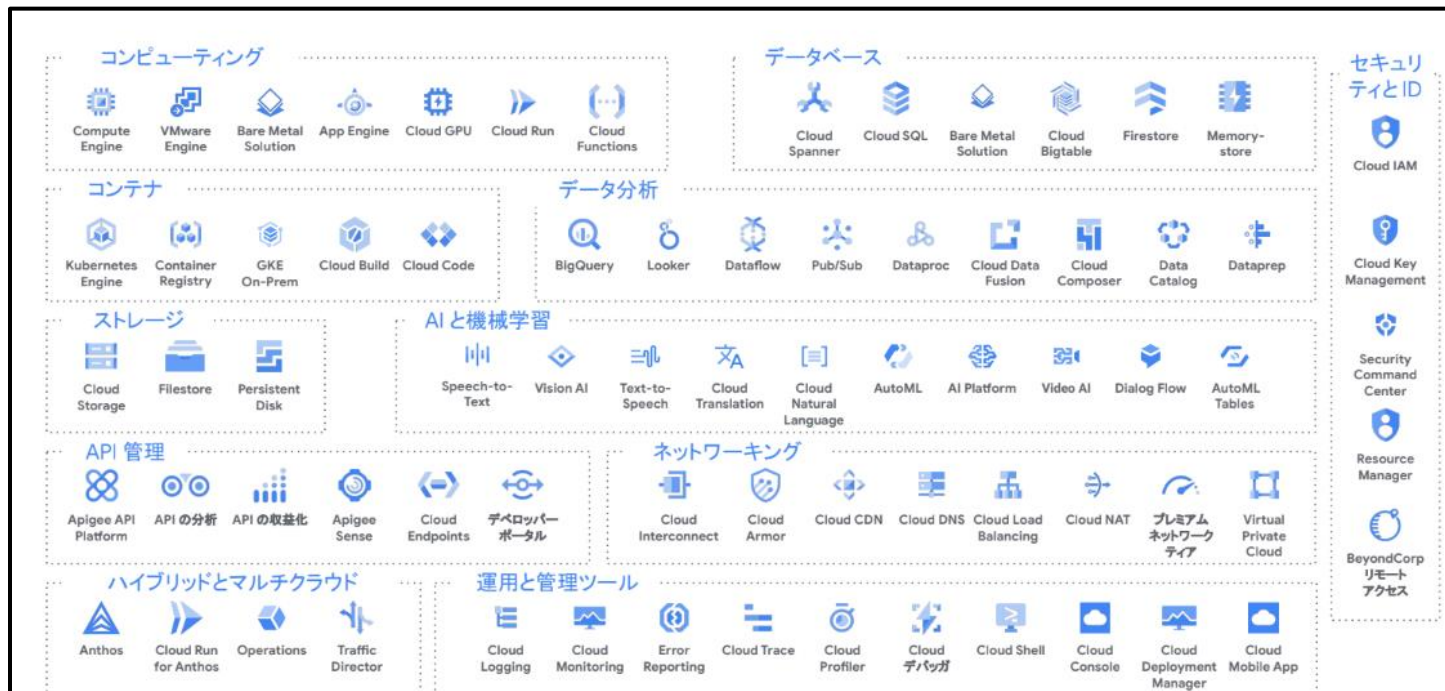 コンピューティング
Compute
Engine
VMware
Engine
Bare Metal
Solution
App Engine
Cloud GPU
Cloud Run
Cloud
Functions
データベース
Cloud
Spanner
Cloud SQL
Bare Metal
Solution
Cloud
Bigtable
Firestore
Memory-
store
セキュリ
ティとID
Cloud IAM
Cloud Key
Management
Security
Command
Center
Resource
Manager
BeyondCorp
リモート
アクセス
コンテナ
Kubernetes
Engine
Container
Registry
GKE
On-Prem
Cloud Build
Cloud Code
データ分析
BigQuery
Looker
Dataflow
Pub/Sub
Dataproc
Cloud Data
Fusion
Cloud
Composer
Data
Catalog
Dataprep
ストレージ
Cloud
Storage
Filestore
Persistent
Disk
AI と機械学習
Speech-to-
Text
Vision AI
Text-to-
Speech
Cloud
Translation
Cloud
Natural
Language
AutoML
AI Platform
Video AI
Dialog Flow
AutoML
Tables
API 管理
Apigee API
Platform
API の分析
API の収益化
Apigee
Sense
Cloud
Endpoints
デベロッパー
ポータル
ネットワーキング
Cloud
Interconnect
Cloud
Armor
Cloud CDN
Cloud DNS
Cloud Load
Balancing
Cloud NAT
プレミアム
ネットワーク
ティア
Virtual
Private
Cloud
ハイブリッドとマルチクラウド
Anthos
Cloud Run
for Anthos
Operations
Traffic
Director
運用と管理ツール
Cloud
Logging
Cloud
Monitoring
Error
Reporting
Cloud Trace
Cloud
Profiler
Cloud
デバッガ
Cloud Shell
Cloud
Console
Cloud
Deployment
Manager
Cloud
Mobile App